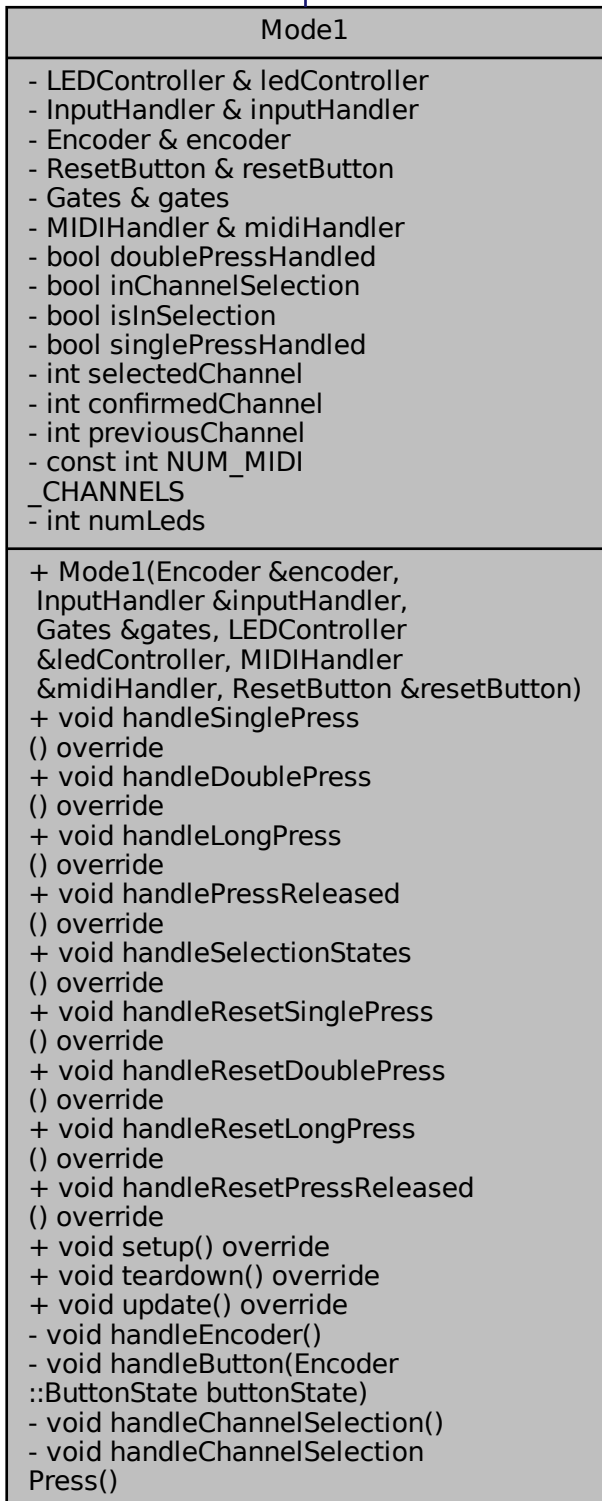 Mode1
- LEDController & ledController
- InputHandler & inputHandler
- Encoder & encoder
- ResetButton & resetButton
- Gates & gates
- MIDIHandler & midiHandler
- bool doublePressHandled
- bool inChannelSelection
- bool isInSelection
- bool singlePressHandled
- int selectedChannel
- int confirmedChannel
- int previousChannel
- const int NUM_MIDI
_CHANNELS
- int numLeds
+ Mode1(Encoder &encoder,
InputHandler &inputHandler,
Gates &gates, LEDController
&ledController, MIDIHandler
&midiHandler, ResetButton &resetButton)
+ void handleSinglePress
() override
+ void handleDoublePress
() override
+ void handleLongPress
() override
+ void handlePressReleased
() override
+ void handleSelectionStates
() override
+ void handleResetSinglePress
() override
+ void handleResetDoublePress
() override
+ void handleResetLongPress
() override
+ void handleResetPressReleased
() override
+ void setup() override
+ void teardown() override
+ void update() override
- void handleEncoder()
- void handleButton(Encoder
::ButtonState buttonState)
- void handleChannelSelection()
- void handleChannelSelection
Press()